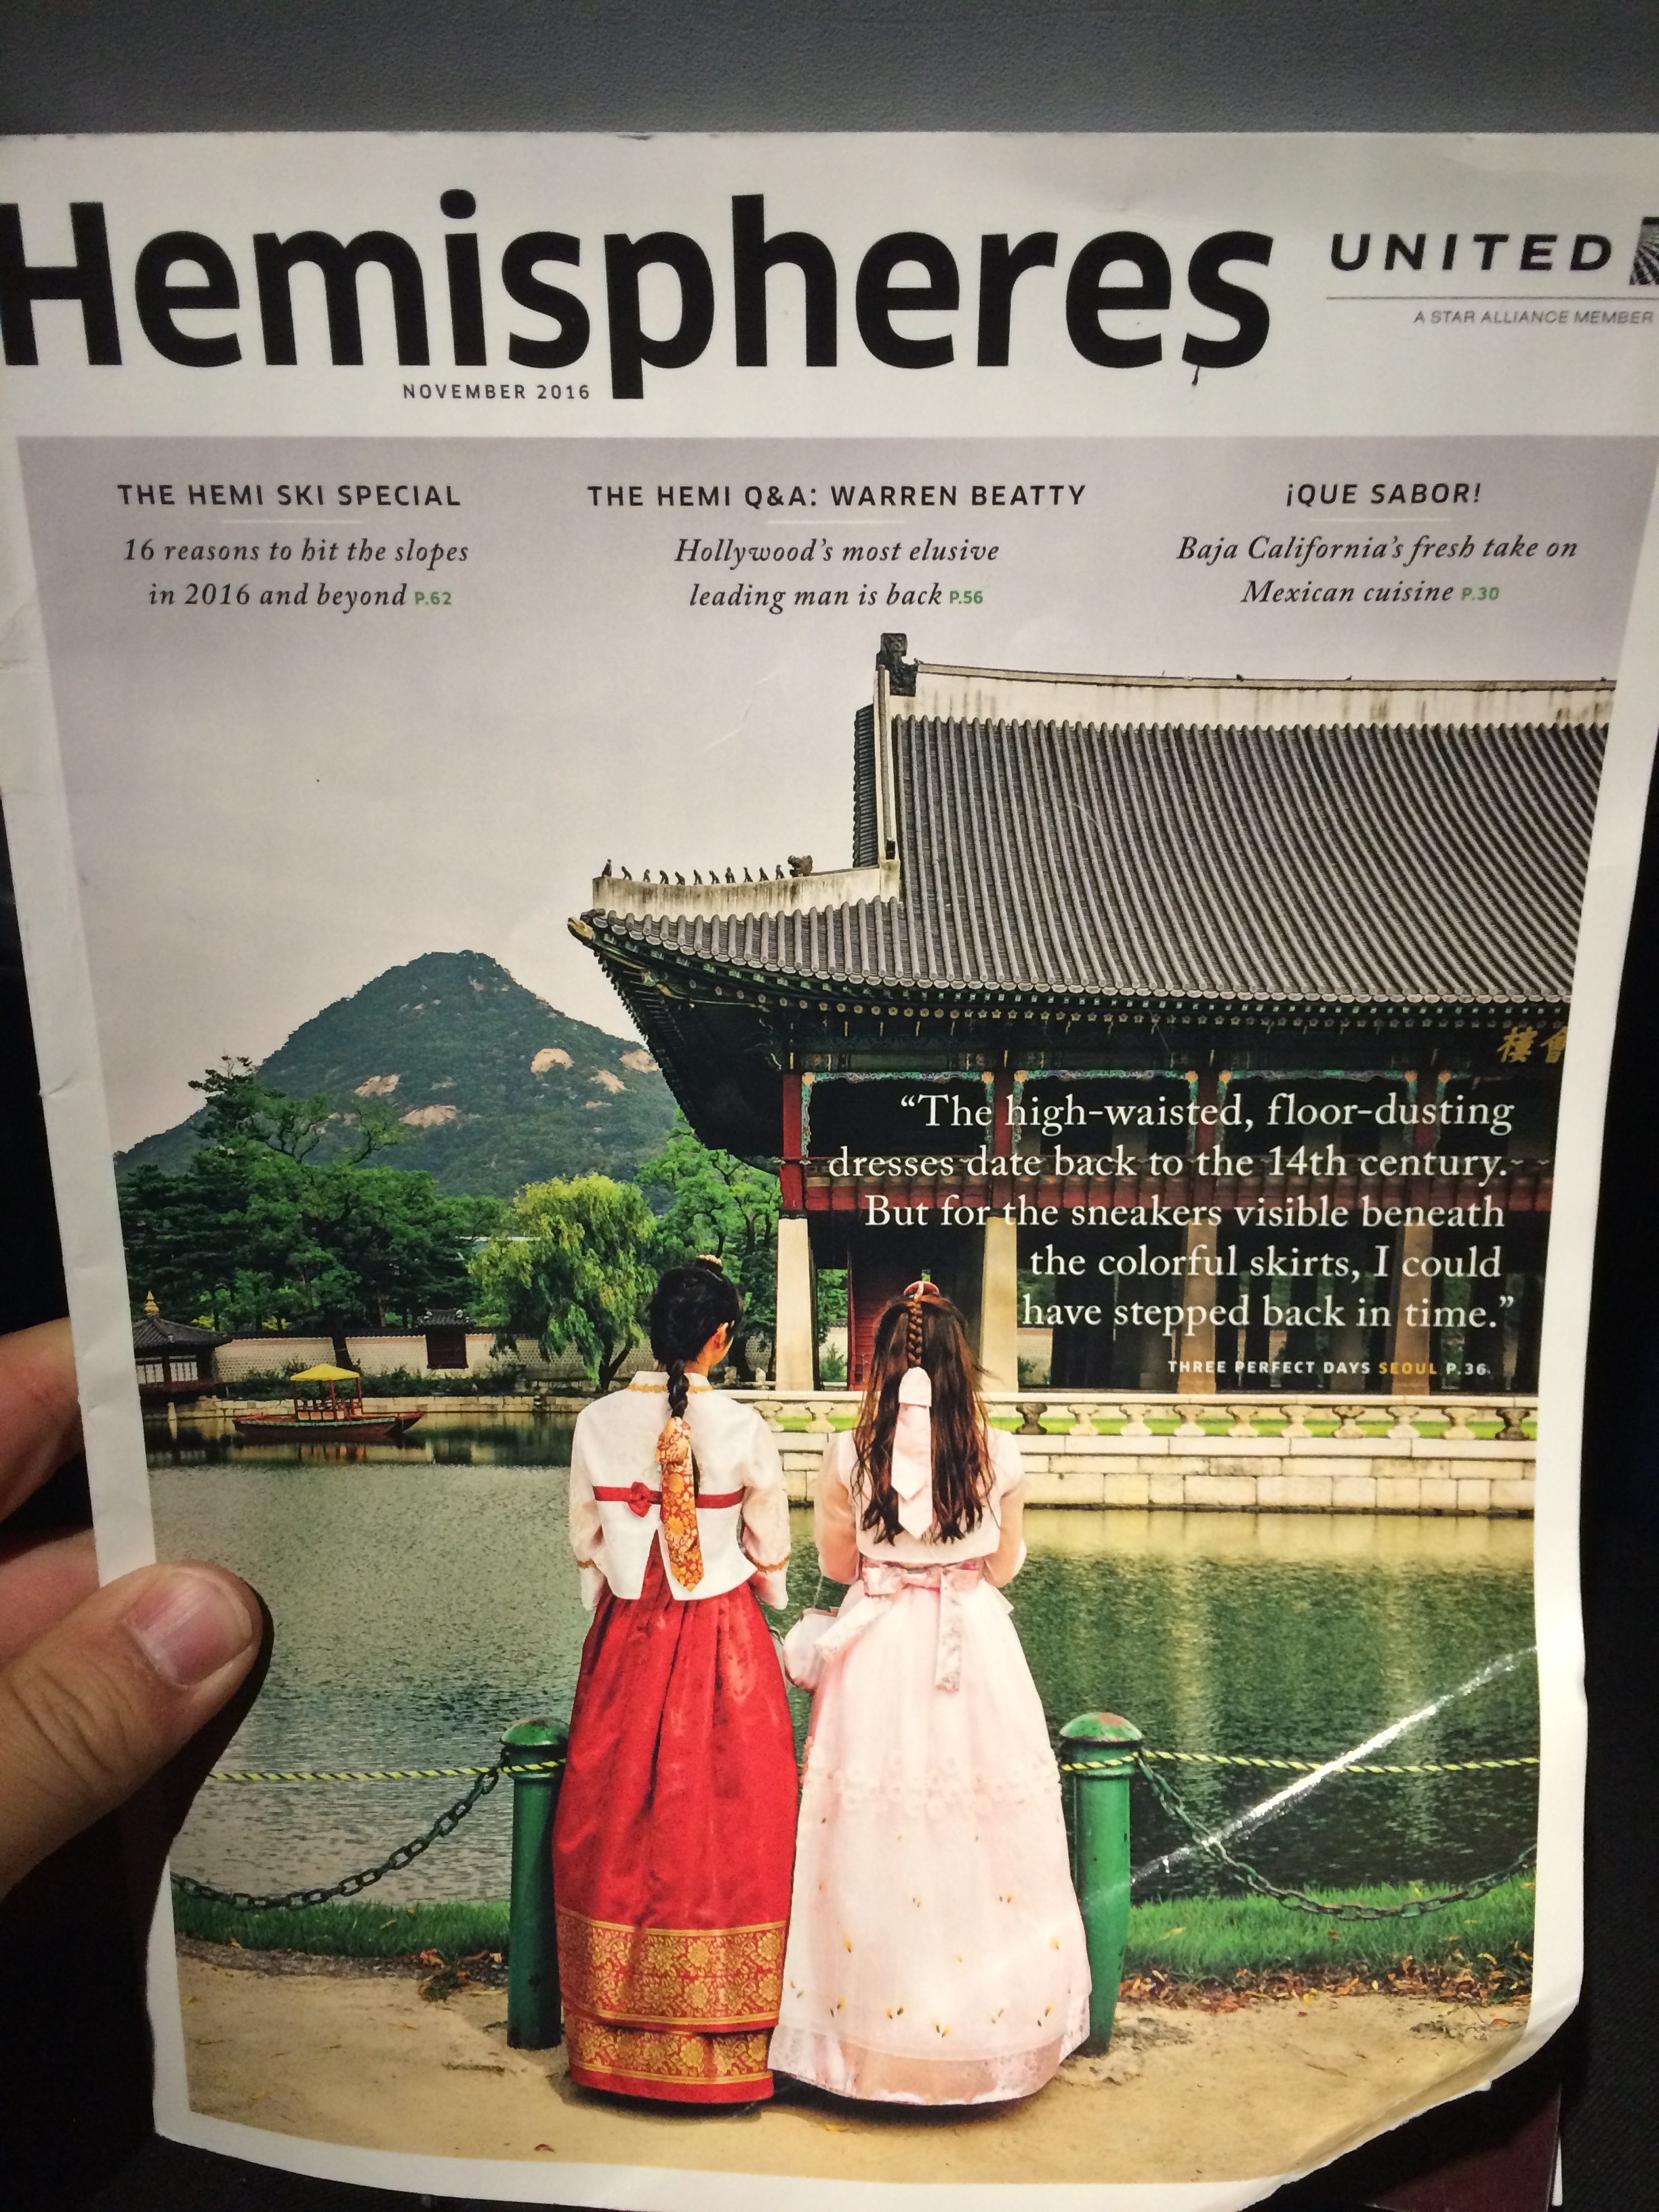 Hemispheres
UNITED
A STAR ALLIANCE MEMBER
NOVEMBER 2016
THE HEMI SKI SPECIAL
16 reasons to hit the slopes
in 2016 and beyond P.62
THE HEMI Q&A: WARREN BEATTY
Hollywood's most elusive
leading man is back P.56
¡QUE SABOR!
Baja California's fresh take on
Mexican cuisine P.30
樓會
“The high-waisted, floor-dusting
dresses date back to the 14th century.
But for the sneakers visible beneath
the colorful skirts, I could
have stepped back in time.”
THREE PERFECT DAYS SEOUL P.36